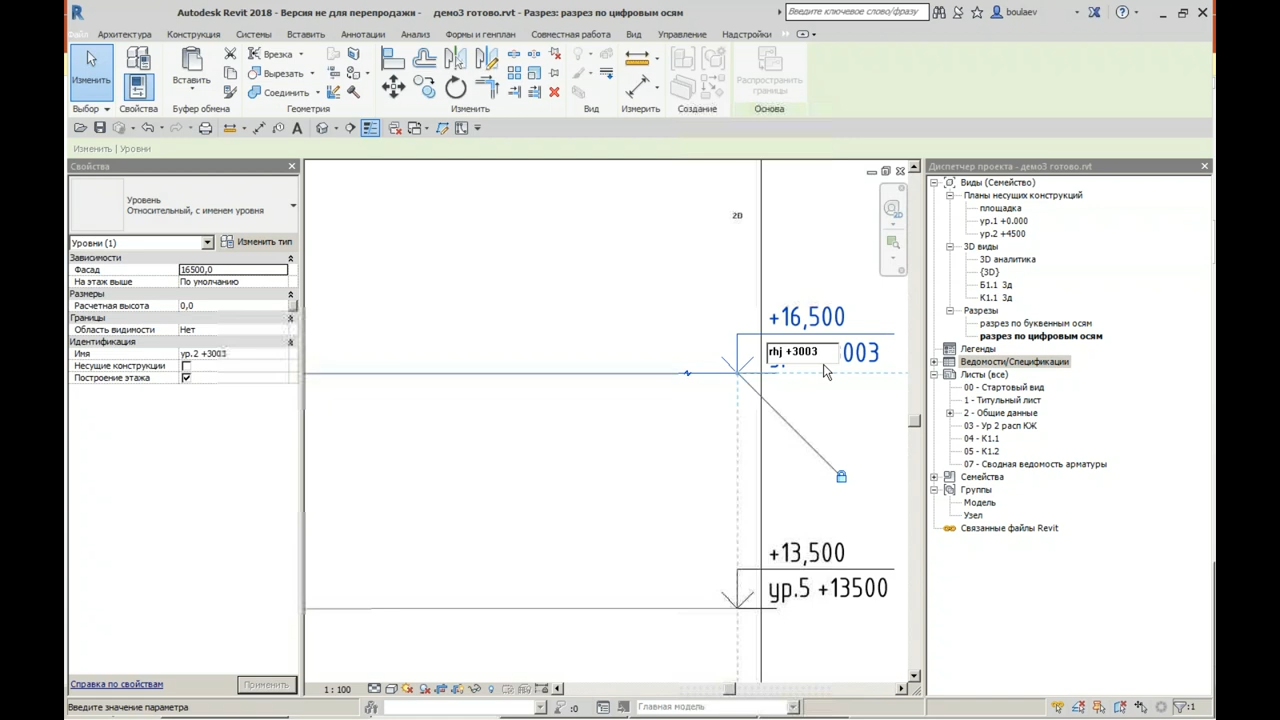 Autodesk Revit 2018 - Версия не для перепродажи - демо3 готово.rvt - Разрез: разрез по цифровым осям
Введите ключевое слово/фразу
boulaev
Файл Архитектура Конструкция Системы Вставить Аннотации Анализ Формы и генплан Совместная работа Вид Управление Надстройки
Изменить
Вставить
Врезка
Вырезать
Соединить
Распространить границы
Выбор Свойства Буфер обмена Геометрия Изменить Вид Измерить Создание Основа
Изменить | Уровни
Свойства
Уровень
Относительный, с именем уровня
Уровни (1)
Изменить тип
Зависимости
Фасад 16500,0
На этаж выше По умолчанию
Размеры
Расчетная высота 0,0
Границы
Область видимости Нет
Идентификация
Имя ур.2 +3003
Несущие конструкции
Построение этажа
Справка по свойствам
Применить
2D
+16,500
rhj +3003
003
+13,500
ур.5 +13500
2D
1 : 100
Диспетчер проекта - демо3 готово.rvt
Виды (Семейство)
Планы несущих конструкций
площадка
ур.1 +0.000
ур.2 +4500
3D виды
3D аналитика
{3D}
Б1.1 3д
К1.1 3д
Разрезы
разрез по буквенным осям
разрез по цифровым осям
Легенды
Ведомости/Спецификации
Листы (все)
00 - Стартовый вид
1 - Титульный лист
2 - Общие данные
03 - Ур 2 расп КЖ
04 - К1.1
05 - К1.2
07 - Сводная ведомость арматуры
Семейства
Группы
Модель
Узел
Связанные файлы Revit
Введите значение параметра
:0
Главная модель
:1